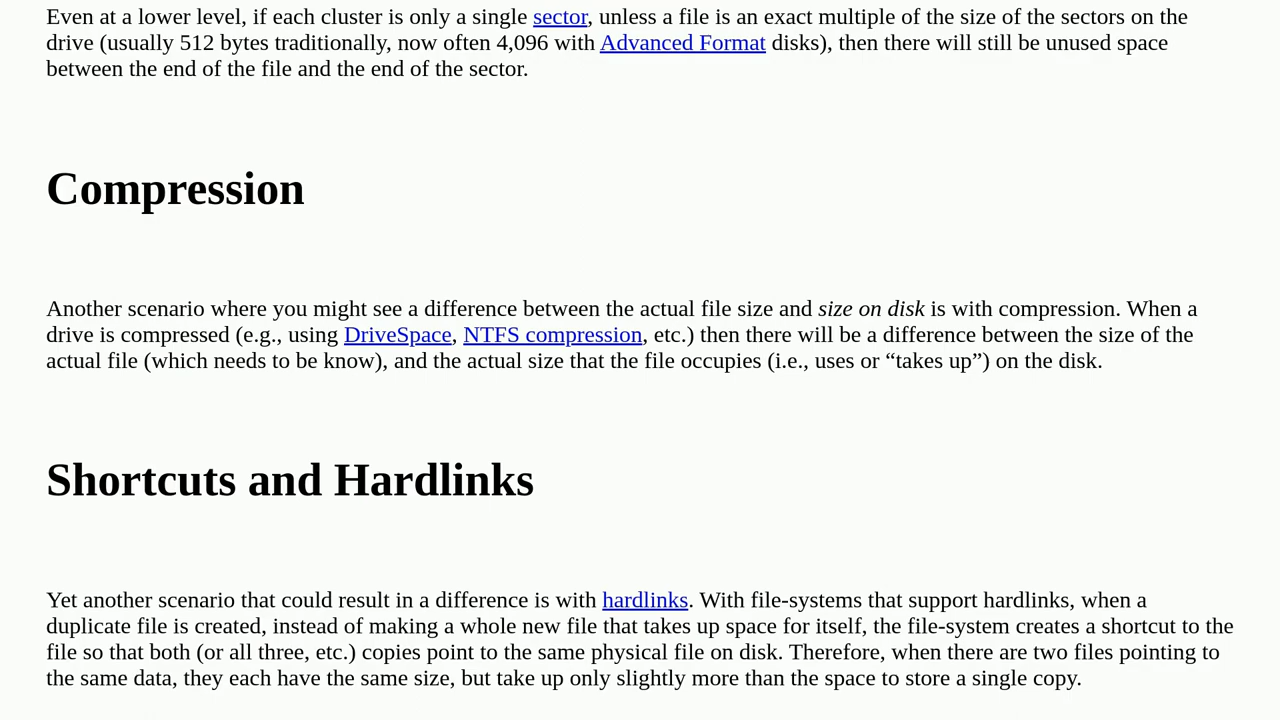 Even at a lower level, if each cluster is only a single sector, unless a file is an exact multiple of the size of the sectors on the
drive (usually 512 bytes traditionally, now often 4,096 with Advanced Format disks), then there will still be unused space
between the end of the file and the end of the sector.
Compression
Another scenario where you might see a difference between the actual file size and size on disk is with compression. When a
drive is compressed (e.g., using DriveSpace, NTFS compression, etc.) then there will be a difference between the size of the
actual file (which needs to be know), and the actual size that the file occupies (i.e., uses or “takes up”) on the disk.
Shortcuts and Hardlinks
Yet another scenario that could result in a difference is with hardlinks. With file-systems that support hardlinks, when a
duplicate file is created, instead of making a whole new file that takes up space for itself, the file-system creates a shortcut to the
file so that both (or all three, etc.) copies point to the same physical file on disk. Therefore, when there are two files pointing to
the same data, they each have the same size, but take up only slightly more than the space to store a single copy.